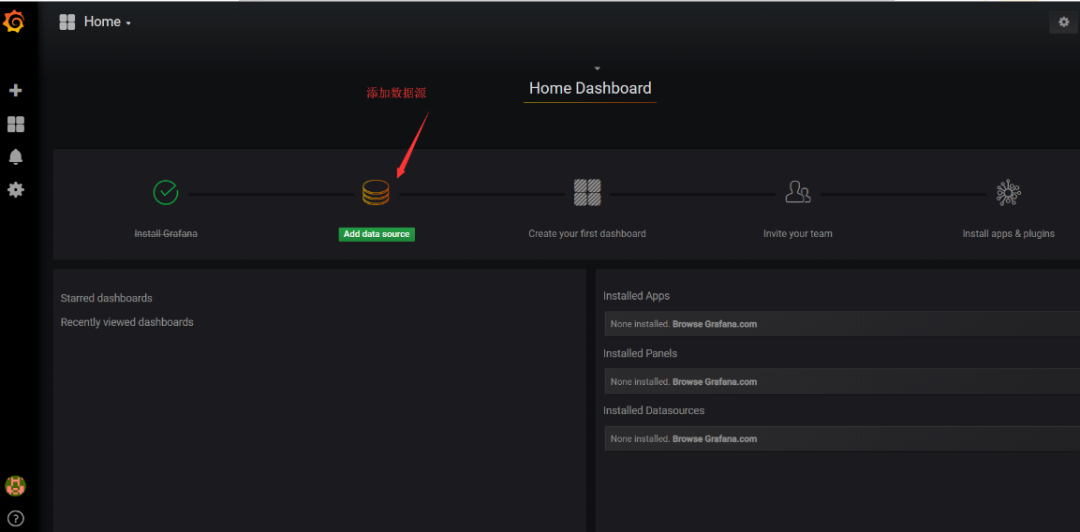 Home
Home Dashboard
添加数据源
Install Grafana
Add data source
Create your first dashboard
Invite your team
Install apps & plugins
Starred dashboards
Recently viewed dashboards
Installed Apps
None installed. Browse Grafana.com
Installed Panels
None installed. Browse Grafana.com
Installed Datasources
None installed. Browse Grafana.com